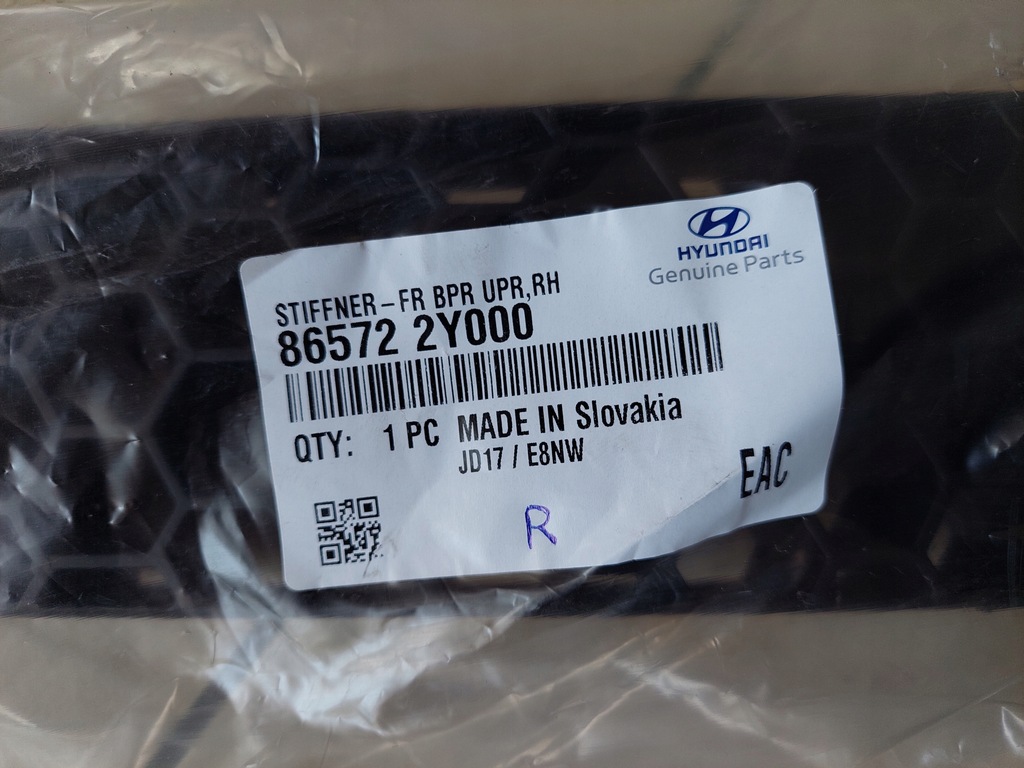 HYUNDAI
Genuine Parts
STIFFNER-FR BPR UPR,RH
86572 2Y000
QTY: 1 PC MADE IN Slovakia
JD17 / E8NW
EAC
R